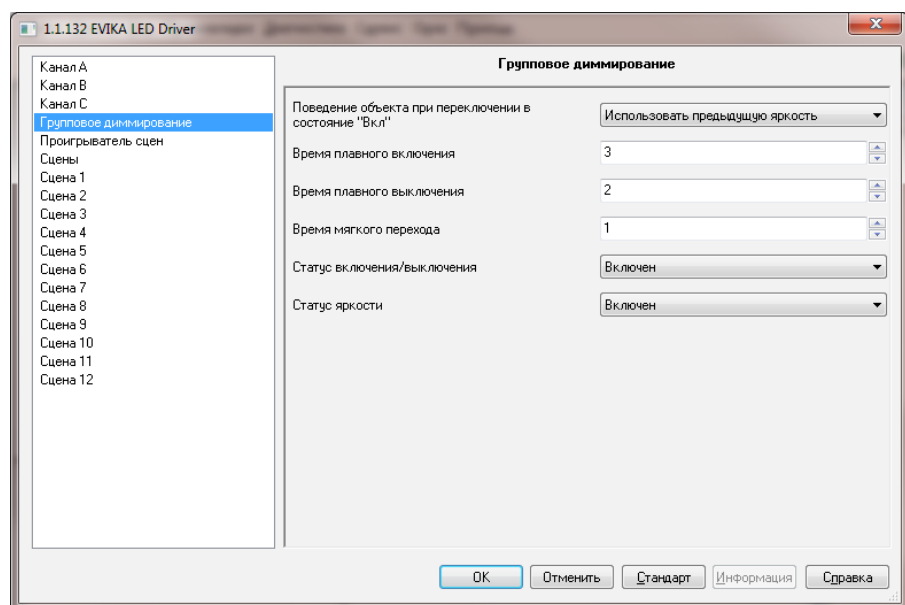 1.1.132 EVIKA LED Driver
Групповое диммирование
Канал A
Канал B
Канал C
Групповое диммирование
Проигрыватель сцен
Сцены
Сцена 1
Сцена 2
Сцена 3
Сцена 4
Сцена 5
Сцена 6
Сцена 7
Сцена 8
Сцена 9
Сцена 10
Сцена 11
Сцена 12
Поведение объекта при переключении в
состояние "Вкл"
Использовать предыдущую яркость
Время плавного включения
3
Время плавного выключения
2
Время мягкого перехода
1
Статус включения/выключения
Включен
Статус яркости
Включен
OK
Отменить
Стандарт
Информация
Справка